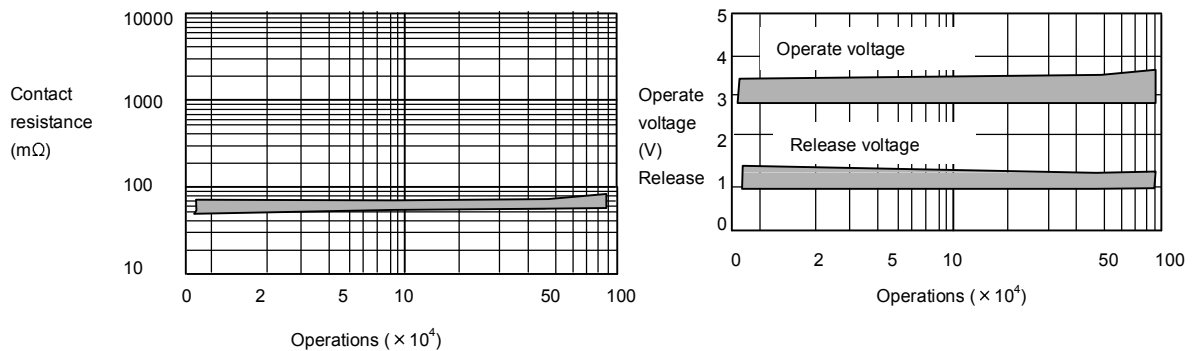 10000
1000
100
10
Contact
resistance
(mΩ)
0 2 5 10 50 100
Operations (×10⁴)
5
4
3
2
1
0
Operate
voltage
(V)
Release
Operate voltage
Release voltage
0 2 5 10 50 100
Operations (×10⁴)